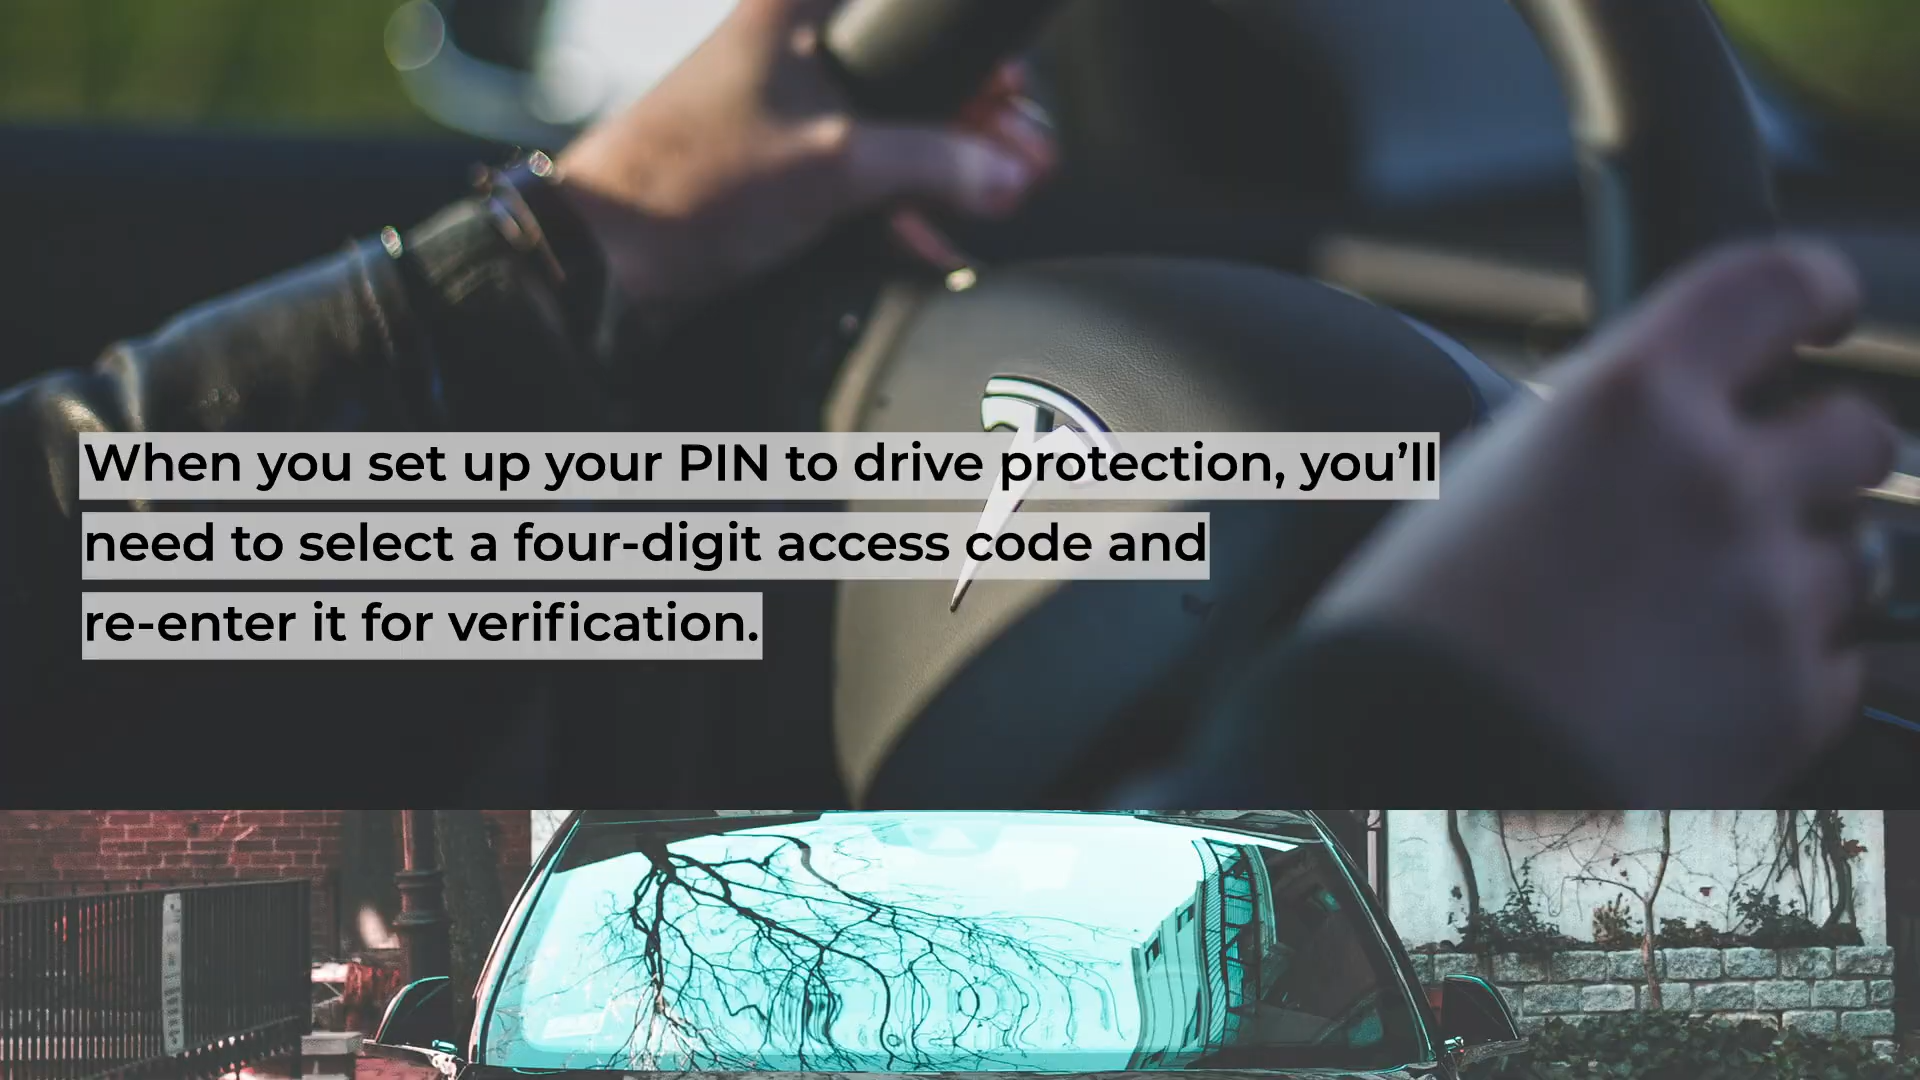 When you set up your PIN to drive protection, you’ll
need to select a four-digit access code and
re-enter it for verification.